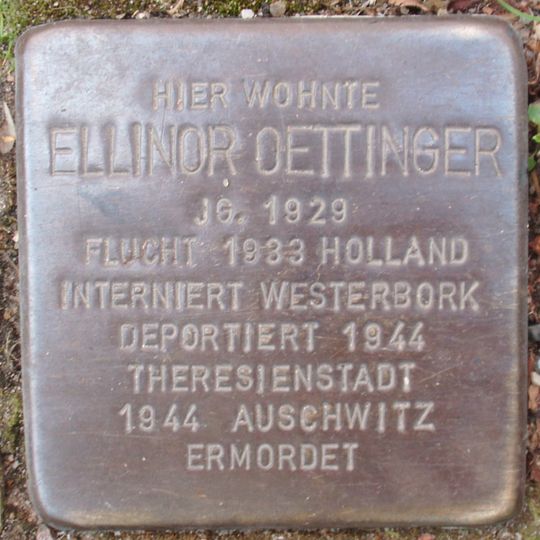 HIER WOHNTE
ELLINOR OETTINGER
JG. 1929
FLUCHT 1933 HOLLAND
INTERNIERT WESTERBORK
DEPORTIERT 1944
THERESIENSTADT
1944 AUSCHWITZ
ERMORDET